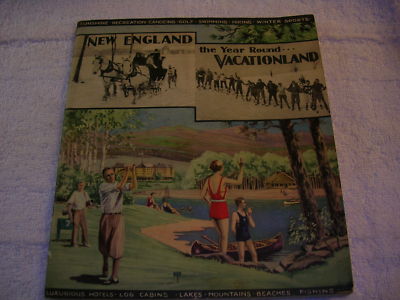 SUNSHINE RECREATION·CANOEING·GOLF·SWIMMING·HIKING·WINTER SPORTS
NEW ENGLAND
the Year Round...
VACATIONLAND
LUXURIOUS HOTELS·LOG CABINS·LAKES·MOUNTAINS·BEACHES·FISHING